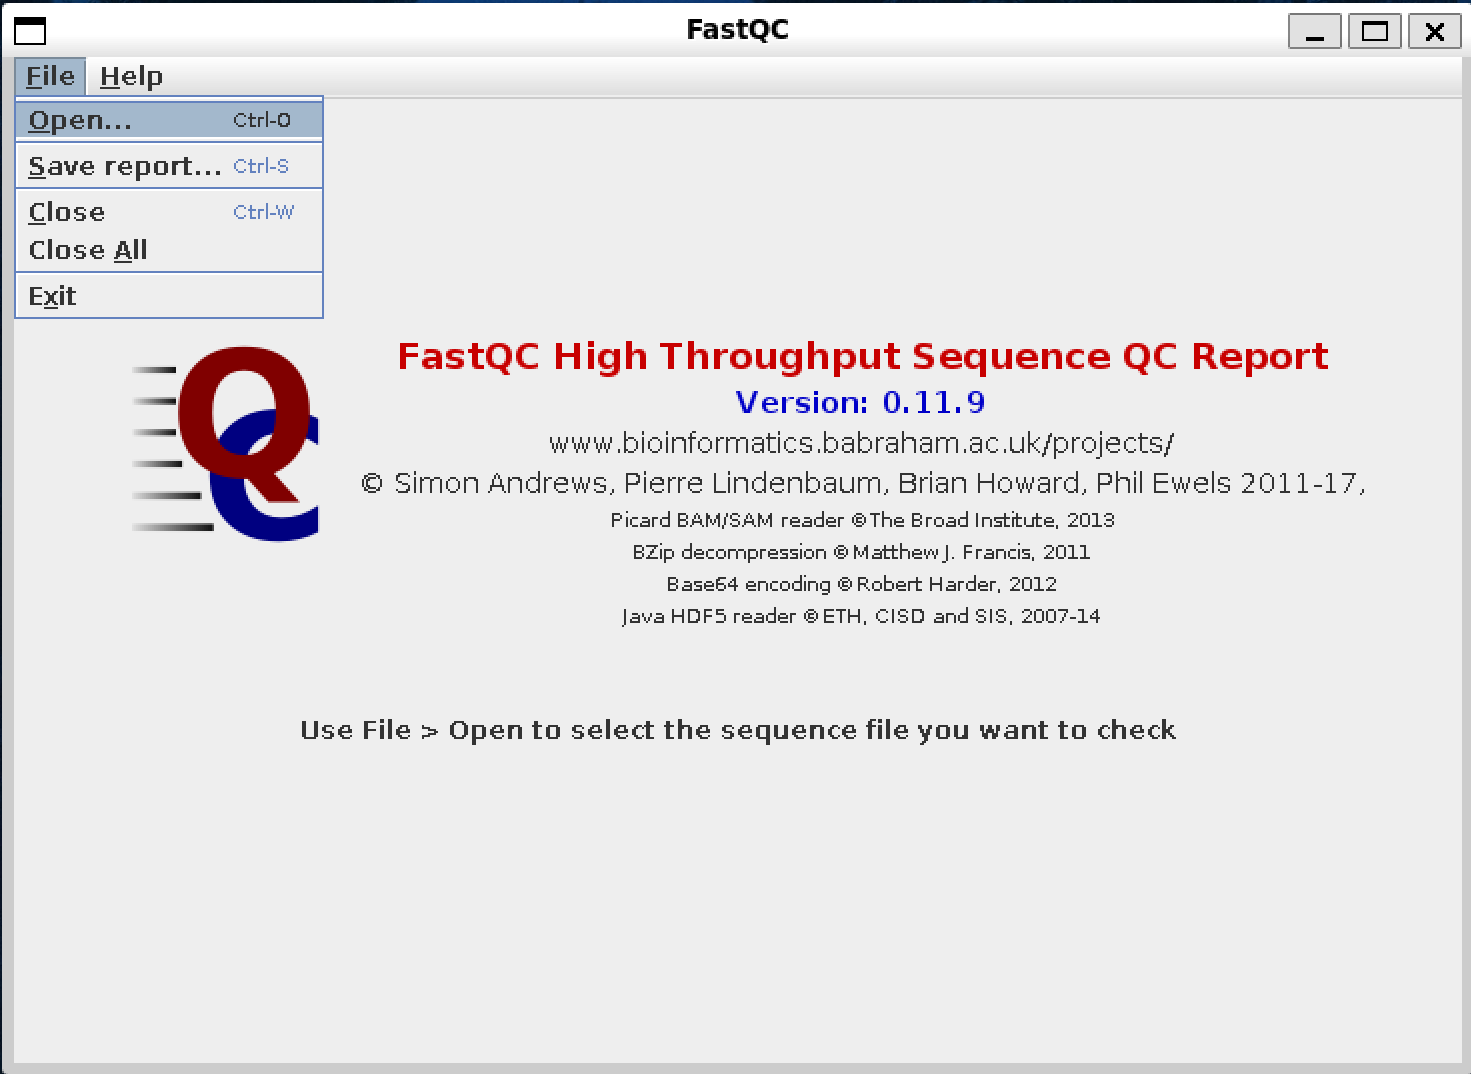 FastQC
File Help
Open... Ctrl-O
Save report... Ctrl-S
Close Ctrl-W
Close All
Exit
QC
FastQC High Throughput Sequence QC Report
Version: 0.11.9
www.bioinformatics.babraham.ac.uk/projects/
© Simon Andrews, Pierre Lindenbaum, Brian Howard, Phil Ewels 2011-17,
Picard BAM/SAM reader ©The Broad Institute, 2013
BZip decompression ©Matthew J. Francis, 2011
Base64 encoding ©Robert Harder, 2012
Java HDF5 reader ©ETH, CISD and SIS, 2007-14
Use File > Open to select the sequence file you want to check